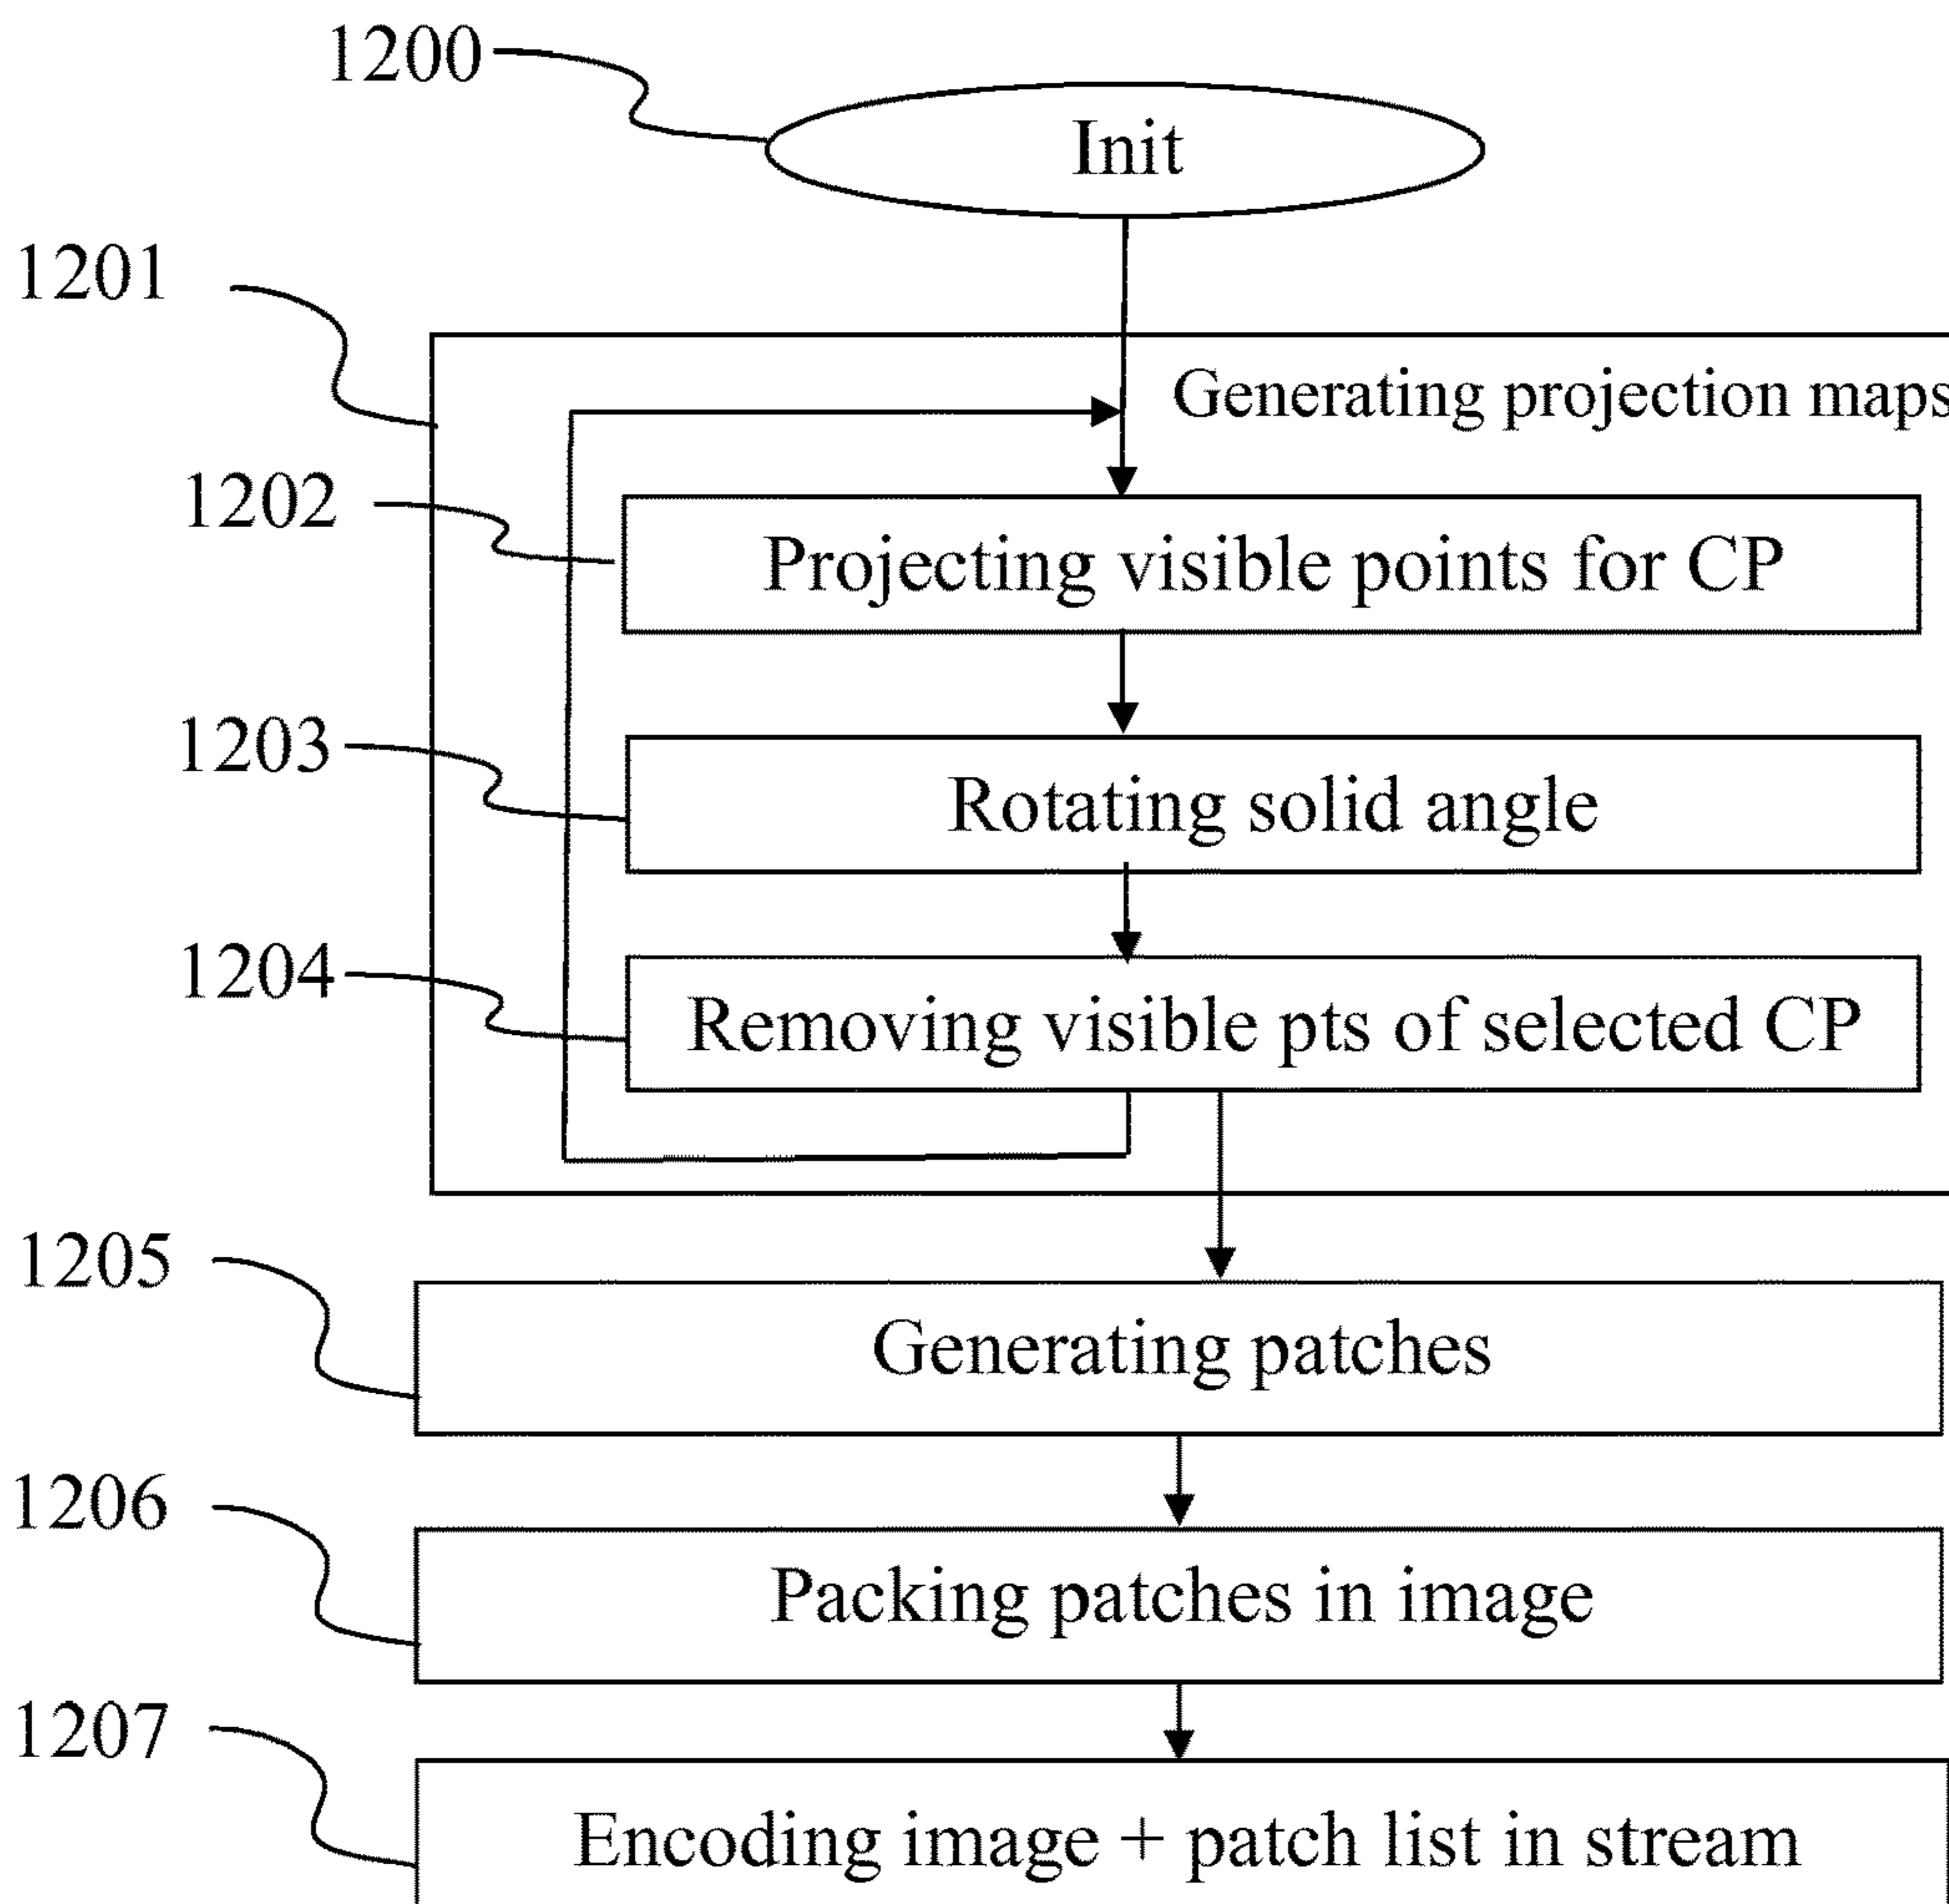 1200
Init
1201
Generating projection maps
1202
Projecting visible points for CP
1203
Rotating solid angle
1204
Removing visible pts of selected CP
1205
Generating patches
1206
Packing patches in image
1207
Encoding image + patch list in stream